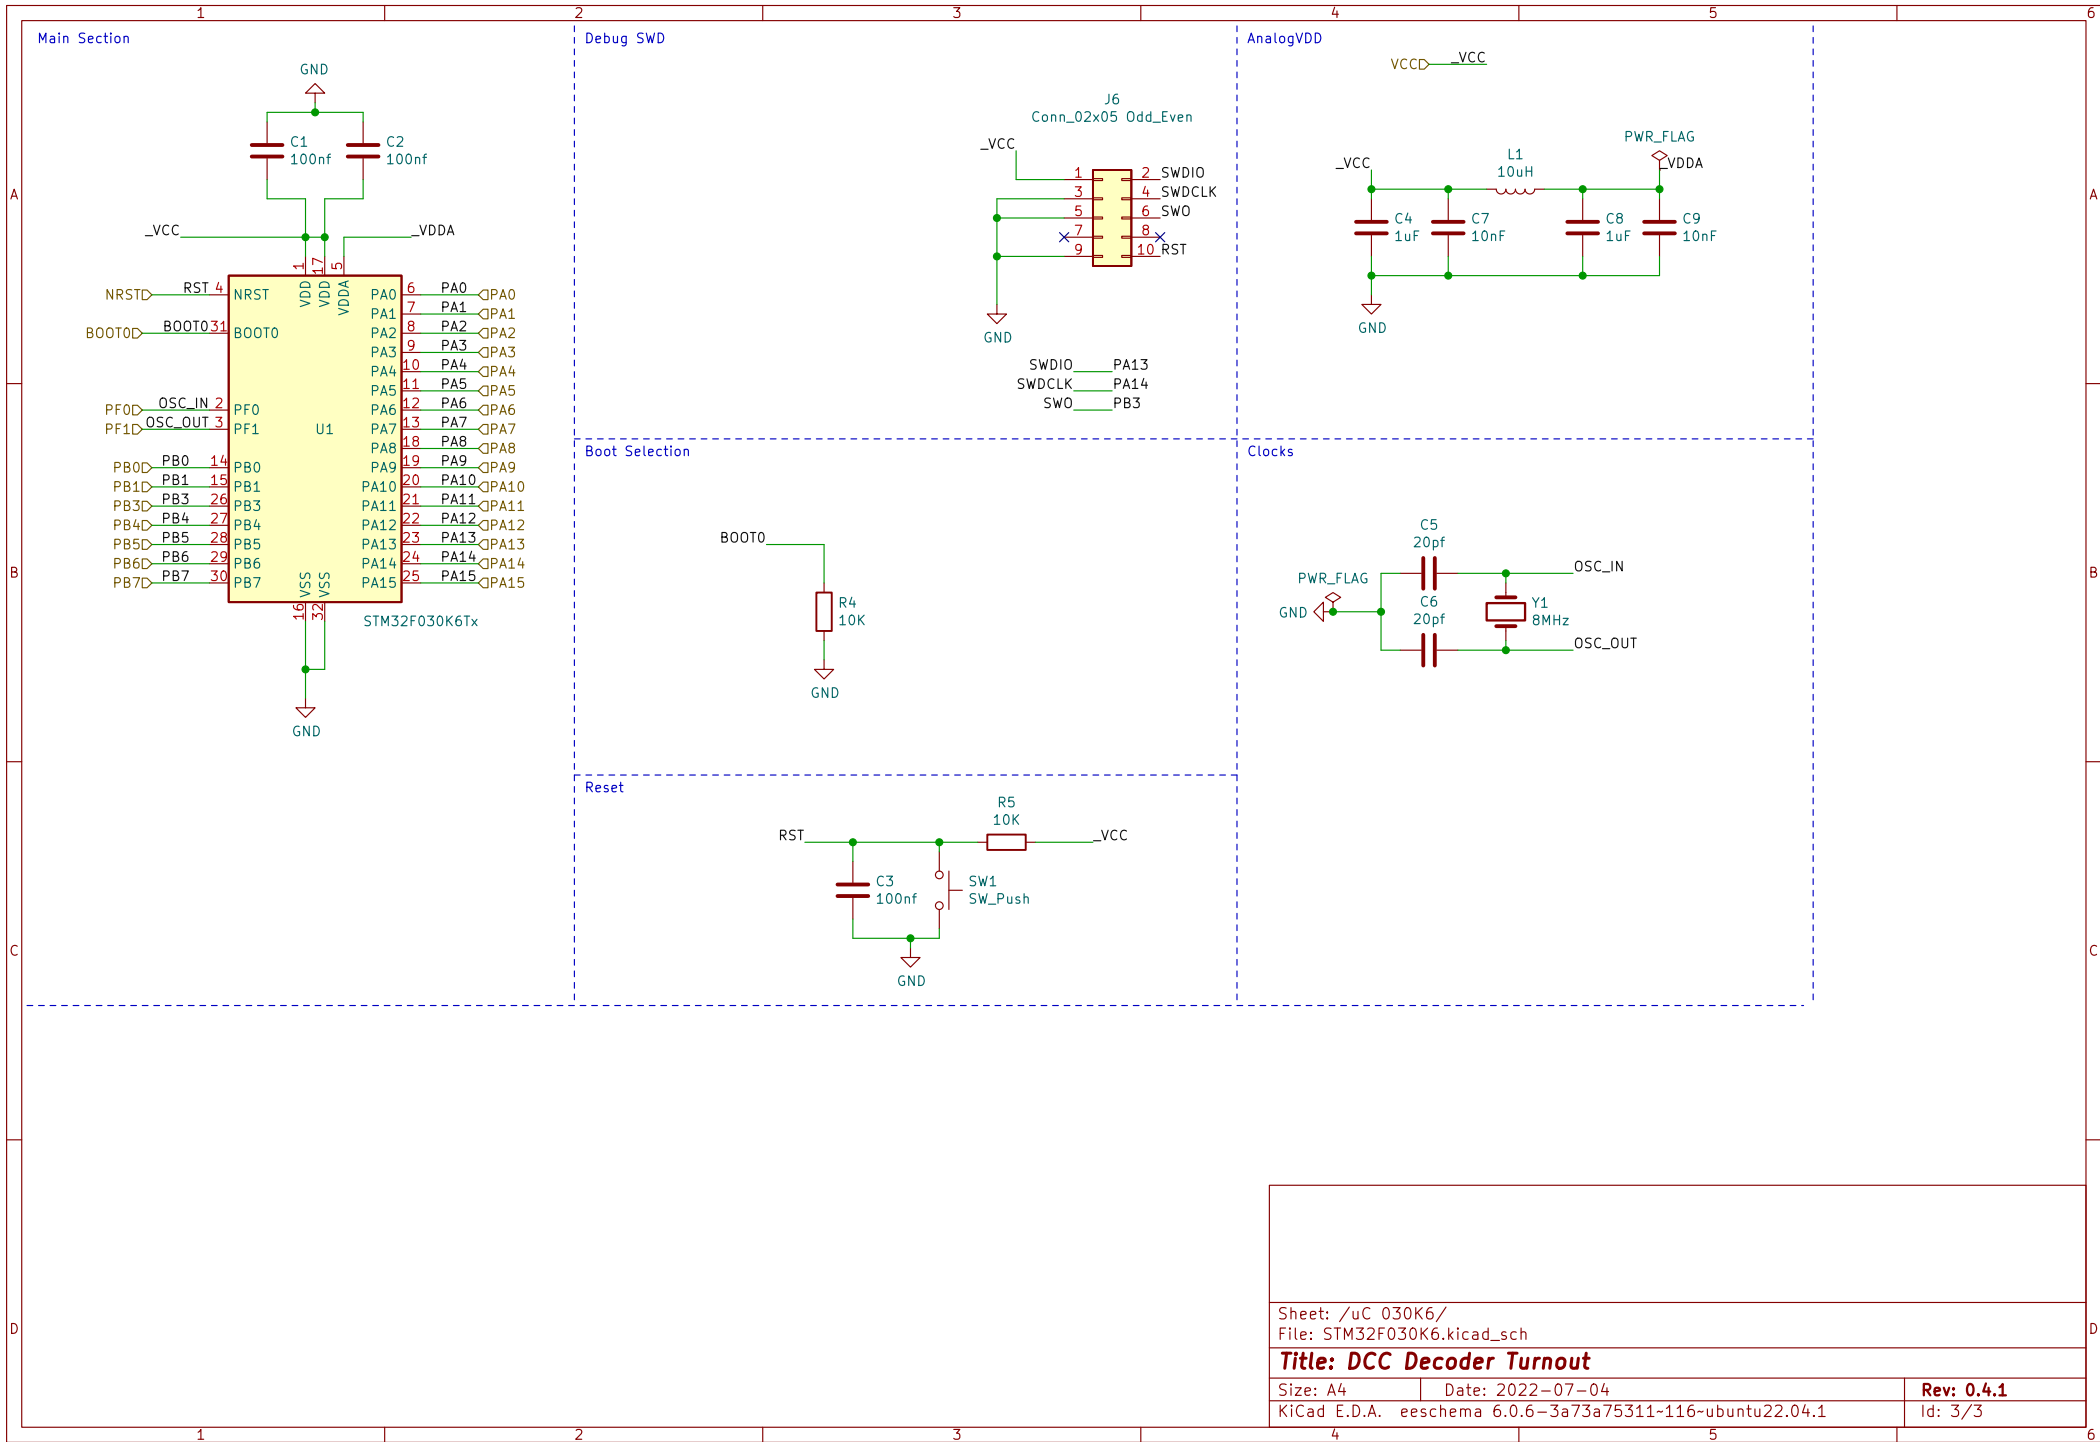 1 2 3 4 5 6
Main Section
GND
C1
100nf
C2
100nf
_VCC
_VDDA
1
17
5
VDD
VDD
VDDA
NRST RST 4 NRST
BOOT0 BOOT0 31 BOOT0
PF0 OSC_IN 2 PF0
PF1 OSC_OUT 3 PF1
PB0 PB0 14 PB0
PB1 PB1 15 PB1
PB3 PB3 26 PB3
PB4 PB4 27 PB4
PB5 PB5 28 PB5
PB6 PB6 29 PB6
PB7 PB7 30 PB7
U1
PA0 6 PA0 PA0
PA1 7 PA1 PA1
PA2 8 PA2 PA2
PA3 9 PA3 PA3
PA4 10 PA4 PA4
PA5 11 PA5 PA5
PA6 12 PA6 PA6
PA7 13 PA7 PA7
PA8 18 PA8 PA8
PA9 19 PA9 PA9
PA10 20 PA10 PA10
PA11 21 PA11 PA11
PA12 22 PA12 PA12
PA13 23 PA13 PA13
PA14 24 PA14 PA14
PA15 25 PA15 PA15
VSS
VSS
16
32
STM32F030K6Tx
GND
Debug SWD
J6
Conn_02x05 Odd_Even
_VCC
1 2 SWDIO
3 4 SWDCLK
5 6 SWO
7 8
9 10 RST
GND
SWDIO PA13
SWDCLK PA14
SWO PB3
AnalogVDD
VCC _VCC
PWR_FLAG
_VCC
L1
10uH
_VDDA
C4
1uF
C7
10nF
C8
1uF
C9
10nF
GND
Boot Selection
BOOT0
R4
10K
GND
Clocks
C5
20pf
OSC_IN
PWR_FLAG
GND
C6
20pf
Y1
8MHz
OSC_OUT
Reset
R5
10K
RST
_VCC
C3
100nf
SW1
SW_Push
GND
A A
B B
C C
D D
Sheet: /uC 030K6/
File: STM32F030K6.kicad_sch
Title: DCC Decoder Turnout
Size: A4 Date: 2022-07-04 Rev: 0.4.1
KiCad E.D.A. eeschema 6.0.6-3a73a75311~116~ubuntu22.04.1 Id: 3/3
1 2 3 4 5 6